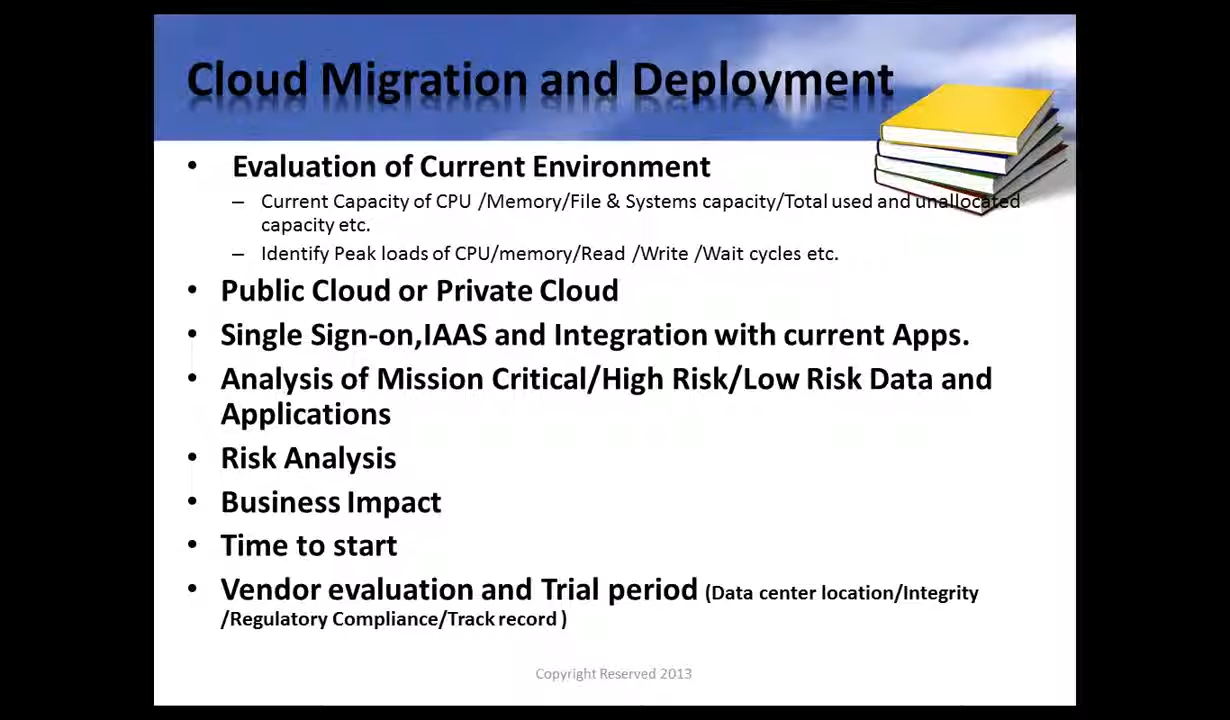 Cloud Migration and Deployment
• Evaluation of Current Environment
– Current Capacity of CPU /Memory/File & Systems capacity/Total used and unallocated
capacity etc.
– Identify Peak loads of CPU/memory/Read /Write /Wait cycles etc.
• Public Cloud or Private Cloud
• Single Sign-on,IAAS and Integration with current Apps.
• Analysis of Mission Critical/High Risk/Low Risk Data and
Applications
• Risk Analysis
• Business Impact
• Time to start
• Vendor evaluation and Trial period (Data center location/Integrity
/Regulatory Compliance/Track record )
Copyright Reserved 2013